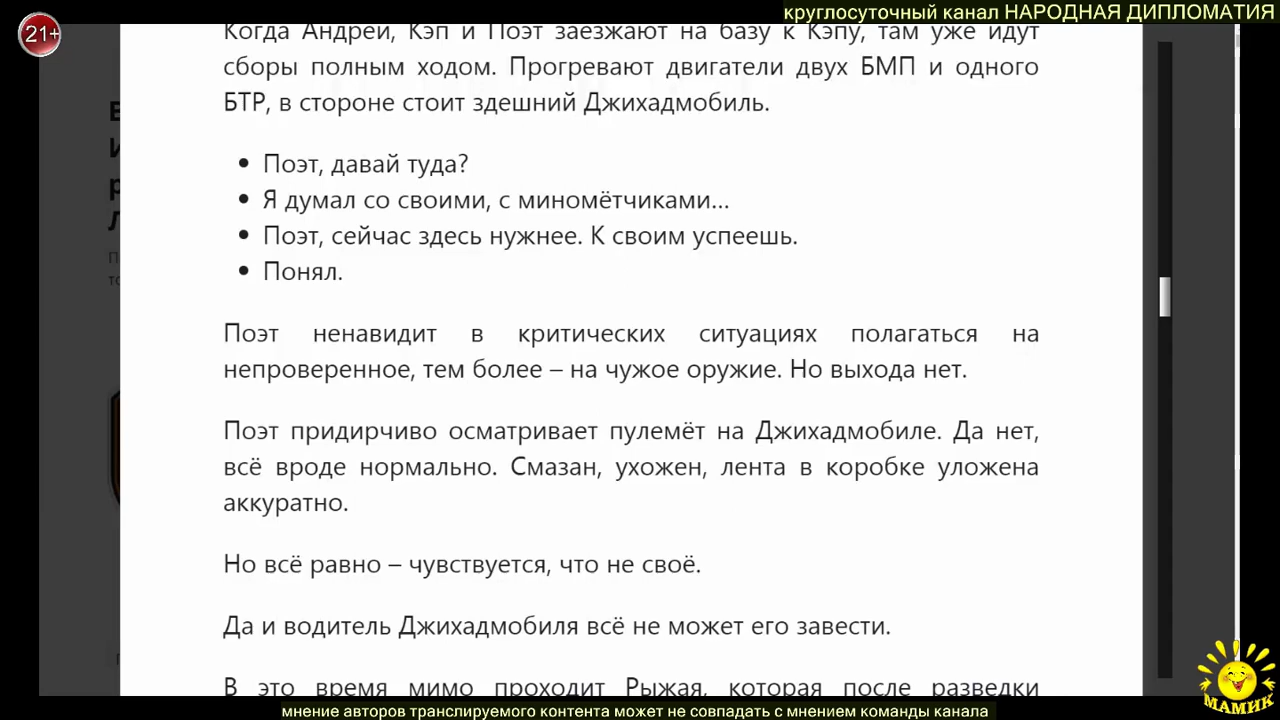 круглосуточный канал НАРОДНАЯ ДИПЛОМАТИЯ
21+
Когда Андрей, Кэп и Поэт заезжают на базу к Кэпу, там уже идут
сборы полным ходом. Прогревают двигатели двух БМП и одного
БТР, в стороне стоит здешний Джихадмобиль.
• Поэт, давай туда?
• Я думал со своими, с миномётчиками...
• Поэт, сейчас здесь нужнее. К своим успеешь.
• Понял.
Поэт ненавидит в критических ситуациях полагаться на
непроверенное, тем более – на чужое оружие. Но выхода нет.
Поэт придирчиво осматривает пулемёт на Джихадмобиле. Да нет,
всё вроде нормально. Смазан, ухожен, лента в коробке уложена
аккуратно.
Но всё равно – чувствуется, что не своё.
Да и водитель Джихадмобиля всё не может его завести.
В это время мимо проходит Рыжая, которая после разведки
МАМИК
мнение авторов транслируемого контента может не совпадать с мнением команды канала